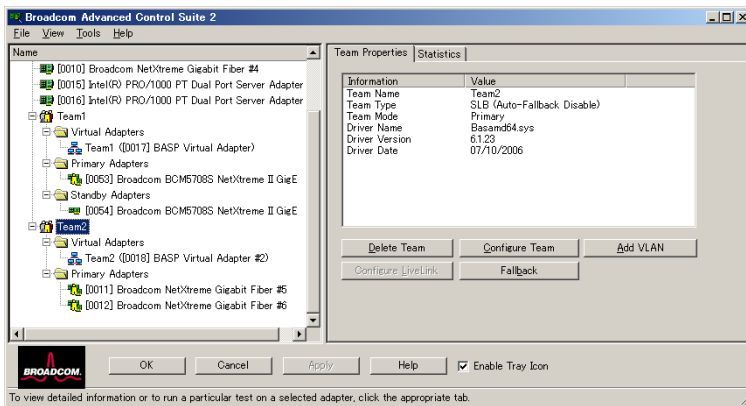 Broadcom Advanced Control Suite 2
File View Tools Help
Name
[0010] Broadcom NetXtreme Gigabit Fiber #4
[0015] Intel(R) PRO/1000 PT Dual Port Server Adapter
[0016] Intel(R) PRO/1000 PT Dual Port Server Adapter
Team1
Virtual Adapters
Team1 ([0017] BASP Virtual Adapter)
Primary Adapters
[0053] Broadcom BCM5708S NetXtreme II GigE
Standby Adapters
[0054] Broadcom BCM5708S NetXtreme II GigE
Team2
Virtual Adapters
Team2 ([0018] BASP Virtual Adapter #2)
Primary Adapters
[0011] Broadcom NetXtreme Gigabit Fiber #5
[0012] Broadcom NetXtreme Gigabit Fiber #6
Team Properties Statistics
Information Value
Team Name Team2
Team Type SLB (Auto-Fallback Disable)
Team Mode Primary
Driver Name Basamd64.sys
Driver Version 6.1.23
Driver Date 07/10/2006
Delete Team Configure Team Add VLAN
Configure LiveLink Fallback
BROADCOM.
OK Cancel Apply Help Enable Tray Icon
To view detailed information or to run a particular test on a selected adapter, click the appropriate tab.